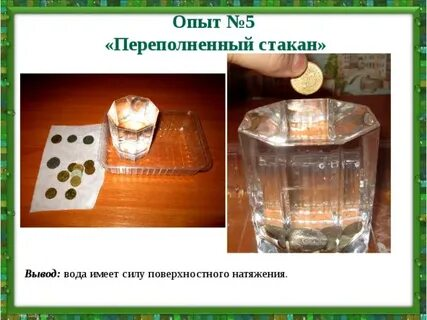 Опыт №5
«Переполненный стакан»
Вывод: вода имеет силу поверхностного натяжения.